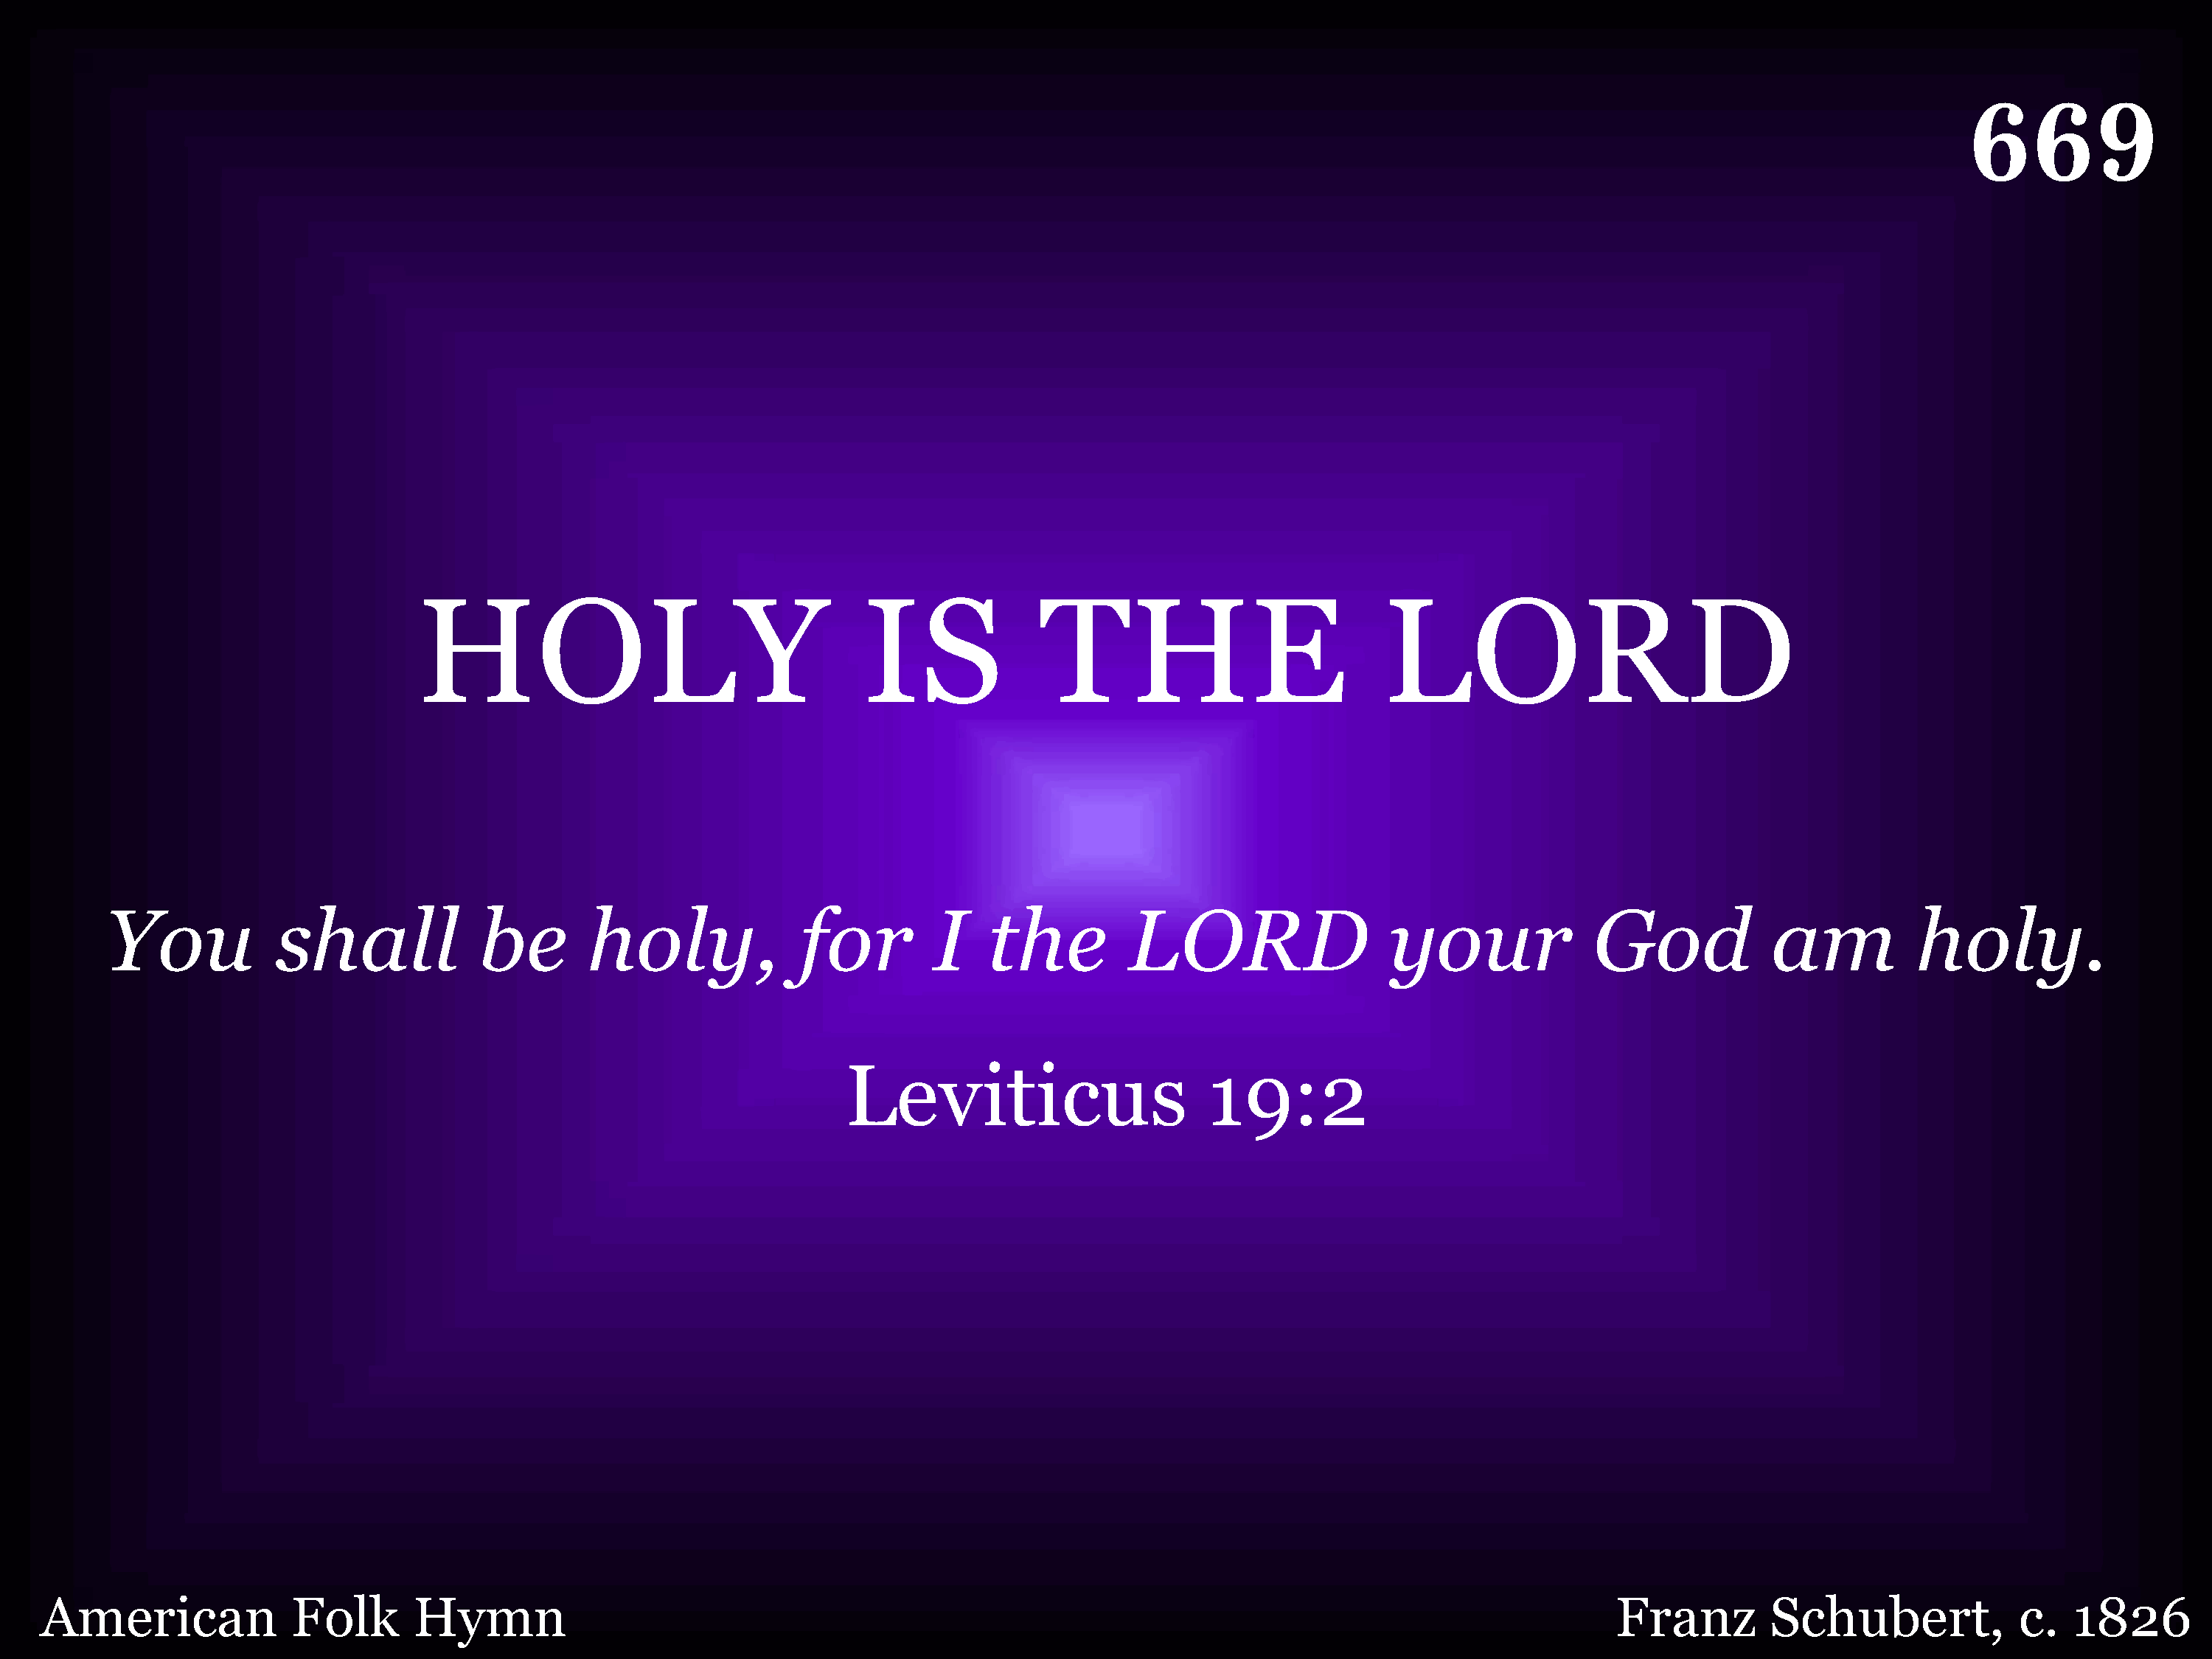 669
HOLY IS THE LORD
You shall be holy, for I the LORD your God am holy.
Leviticus 19:2
American Folk Hymn
Franz Schubert, c. 1826